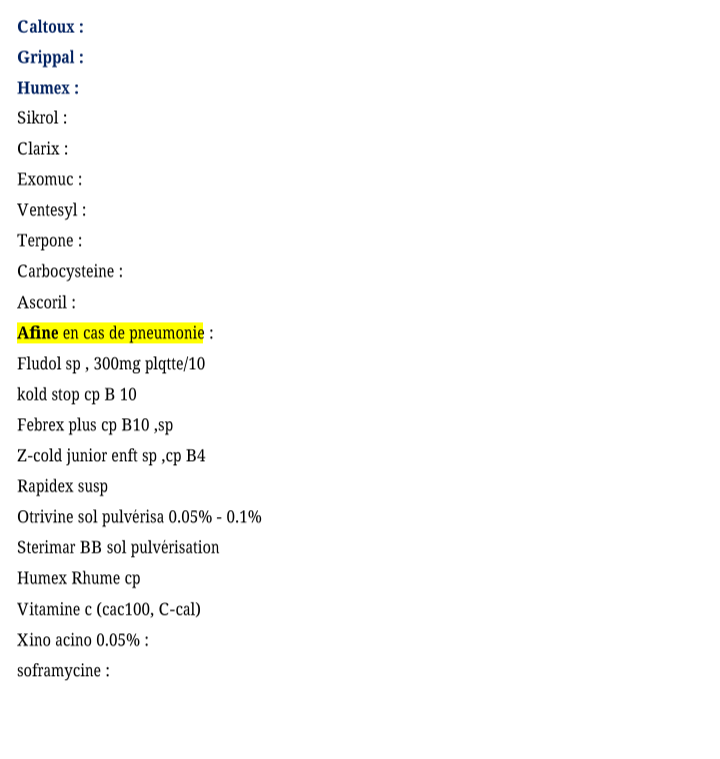 Caltoux :
Grippal :
Humex :
Sikrol :
Clarix :
Exomuc :
Ventesyl :
Terpone :
Carbocysteine :
Ascoril :
Afine en cas de pneumonie :
Fludol sp , 300mg plqtte/10
kold stop cp B 10
Febrex plus cp B10 ,sp
Z-cold junior enft sp ,cp B4
Rapidex susp
Otrivine sol pulvérisa 0.05% - 0.1%
Sterimar BB sol pulvérisation
Humex Rhume cp
Vitamine c (cac100, C-cal)
Xino acino 0.05% :
soframycine :